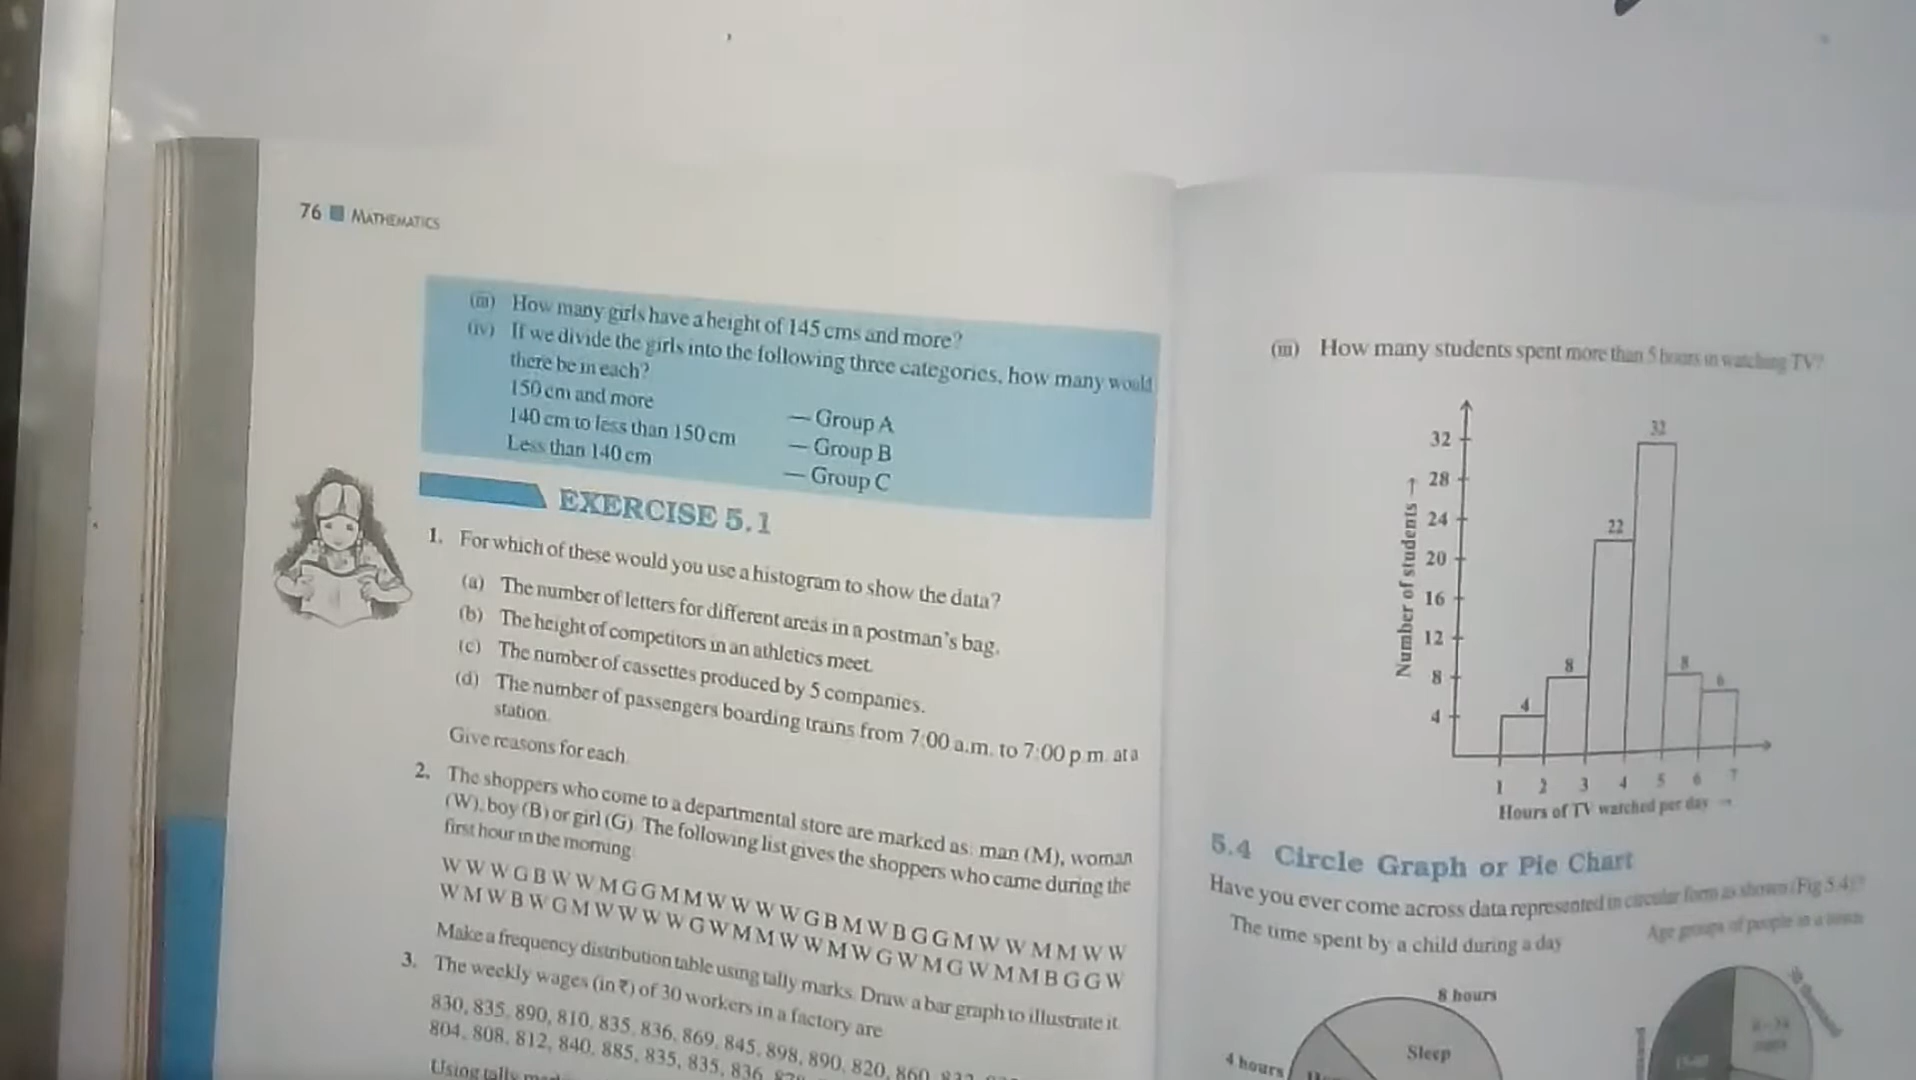 76 MATHEMATICS
(iii) How many girls have a height of 145 cms and more?
(iv) If we divide the girls into the following three categories, how many would
there be in each?
150 cm and more — Group A
140 cm to less than 150 cm — Group B
Less than 140 cm — Group C
EXERCISE 5.1
1. For which of these would you use a histogram to show the data?
(a) The number of letters for different areas in a postman's bag.
(b) The height of competitors in an athletics meet.
(c) The number of cassettes produced by 5 companies.
(d) The number of passengers boarding trains from 7:00 a.m. to 7:00 p.m. at a
station.
Give reasons for each.
2. The shoppers who come to a departmental store are marked as: man (M), woman
(W), boy (B) or girl (G). The following list gives the shoppers who came during the
first hour in the morning:
W W W G B W W M G G M M W W W W G B M W B G G M W W M M W W
W M W B W G M W W W W G W M M W W M W G W M G W M M B G G W
Make a frequency distribution table using tally marks. Draw a bar graph to illustrate it.
3. The weekly wages (in ₹) of 30 workers in a factory are
830, 835, 890, 810, 835, 836, 869, 845, 898, 890, 820, 860,
804, 808, 812, 840, 885, 835, 835, 836,
Using tally
(iii) How many students spent more than 5 hours in watching TV?
32
32
28
24
22
20
16
12
8
8
8
6
4
4
Number of students →
1 2 3 4 5 6 7
Hours of TV watched per day →
5.4 Circle Graph or Pie Chart
Have you ever come across data represented in circular form as shown (Fig 5.4)?
The time spent by a child during a day
Age groups of people in a town
8 hours
Sleep
4 hours